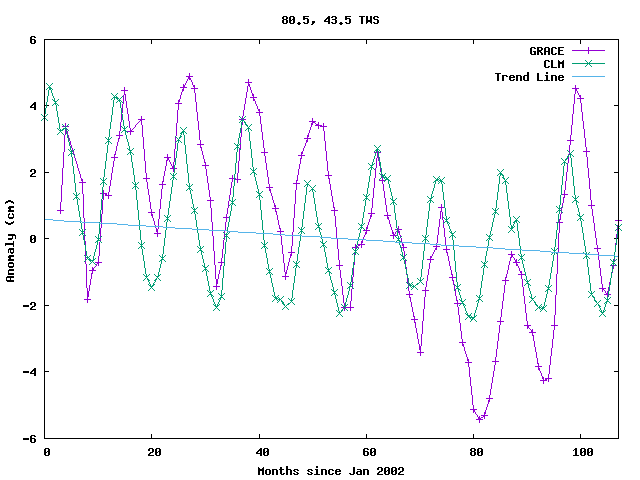 80.5, 43.5 TWS
GRACE
CLM
Trend Line
6
4
2
0
-2
-4
-6
Anomaly (cm)
0 20 40 60 80 100
Months since Jan 2002